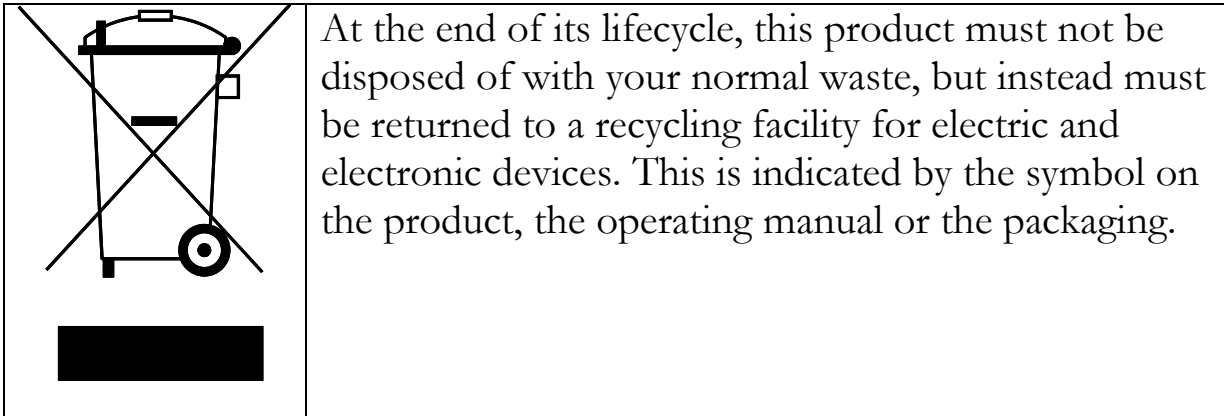 At the end of its lifecycle, this product must not be
disposed of with your normal waste, but instead must
be returned to a recycling facility for electric and
electronic devices. This is indicated by the symbol on
the product, the operating manual or the packaging.